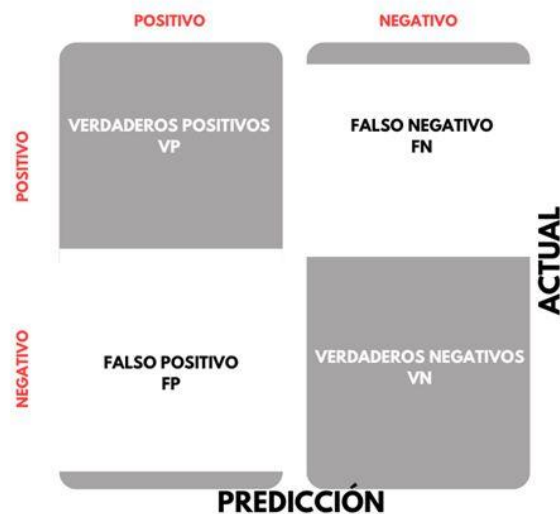 POSITIVO
NEGATIVO
POSITIVO
VERDADEROS POSITIVOS
VP
FALSO NEGATIVO
FN
ACTUAL
NEGATIVO
FALSO POSITIVO
FP
VERDADEROS NEGATIVOS
VN
PREDICCIÓN